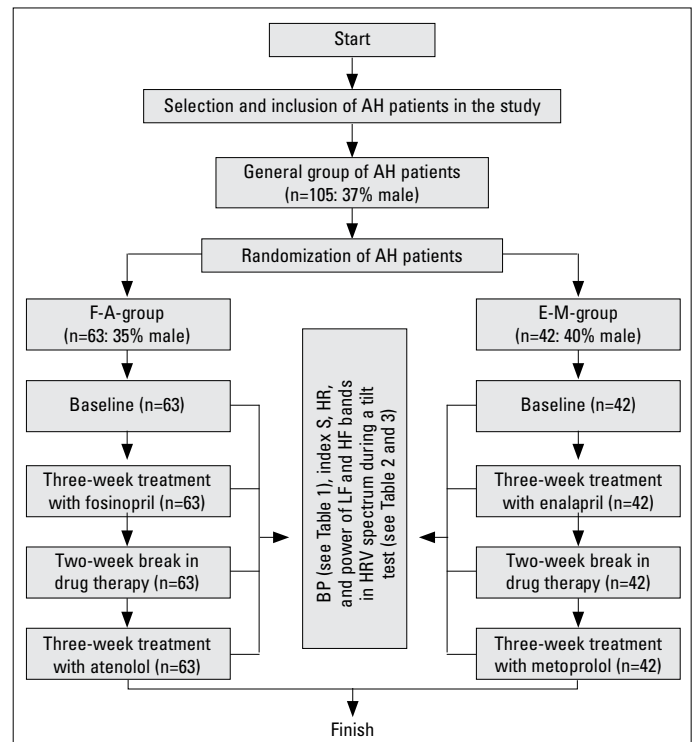 Start
Selection and inclusion of AH patients in the study
General group of AH patients
(n=105: 37% male)
Randomization of AH patients
F-A-group
(n=63: 35% male)
Baseline (n=63)
Three-week treatment
with fosinopril (n=63)
Two-week break in
drug therapy (n=63)
Three-week treatment
with atenolol (n=63)
BP (see Table 1), index S, HR,
and power of LF and HF bands
in HRV spectrum during a tilt
test (see Table 2 and 3)
E-M-group
(n=42: 40% male)
Baseline (n=42)
Three-week treatment
with enalapril (n=42)
Two-week break in
drug therapy (n=42)
Three-week treatment
with metoprolol (n=42)
Finish